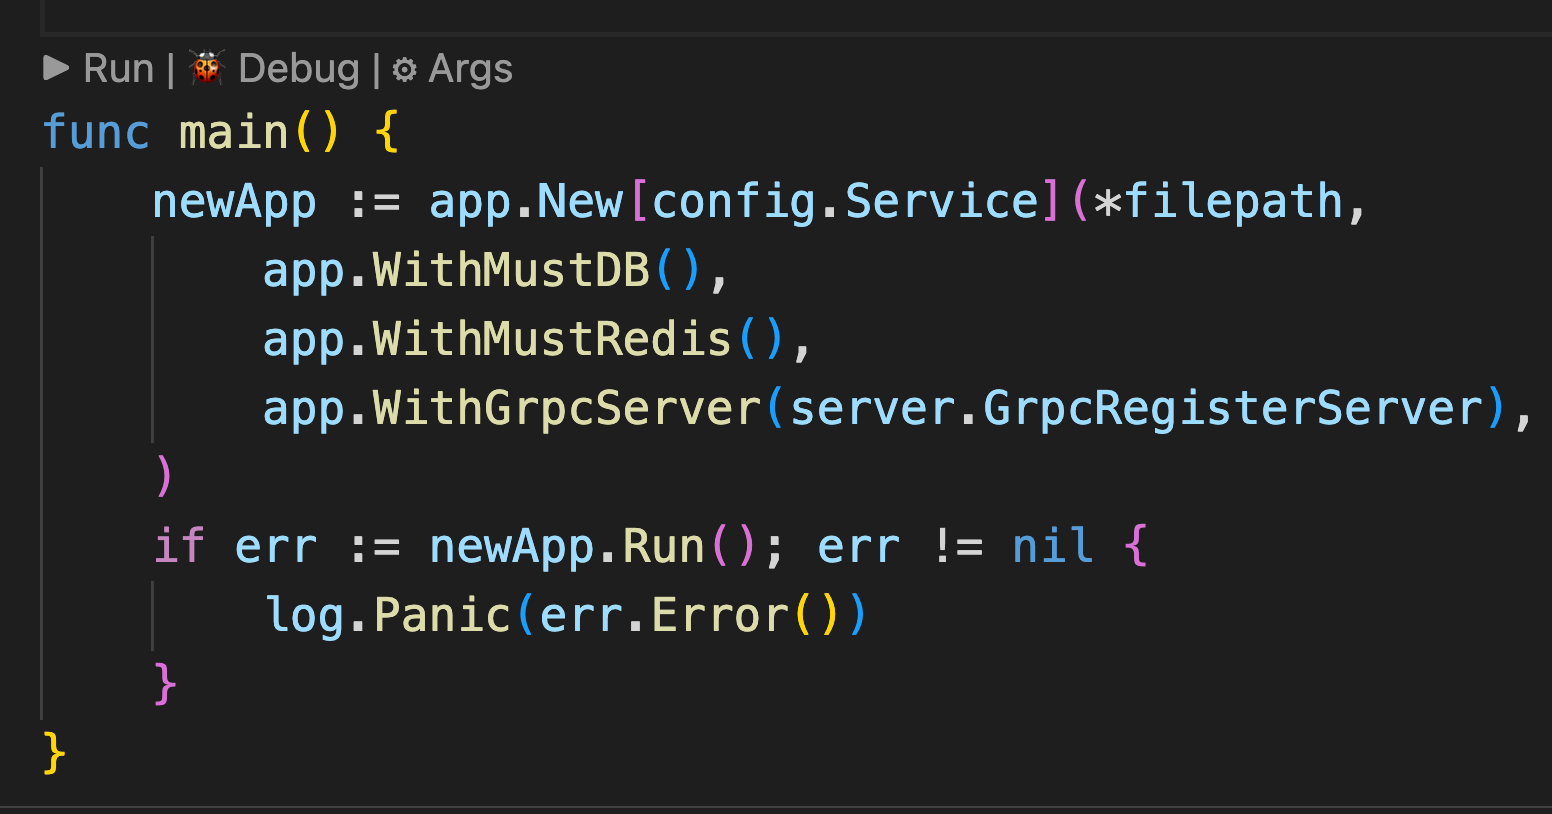 ▶ Run | 🐞 Debug | ⚙ Args
func main() {
    newApp := app.New[config.Service](*filepath,
        app.WithMustDB(),
        app.WithMustRedis(),
        app.WithGrpcServer(server.GrpcRegisterServer),
    )
    if err := newApp.Run(); err != nil {
        log.Panic(err.Error())
    }
}